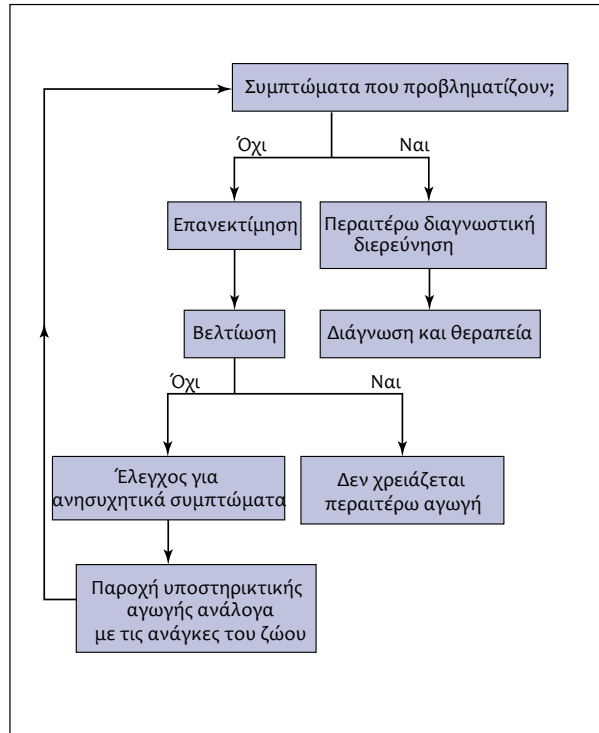 Συμπτώματα που προβληματίζουν;
Όχι
Ναι
Επανεκτίμηση
Περαιτέρω διαγνωστική
διερεύνηση
Βελτίωση
Διάγνωση και θεραπεία
Όχι
Ναι
Έλεγχος για
ανησυχητικά συμπτώματα
Δεν χρειάζεται
περαιτέρω αγωγή
Παροχή υποστηρικτικής
αγωγής ανάλογα
με τις ανάγκες του ζώου